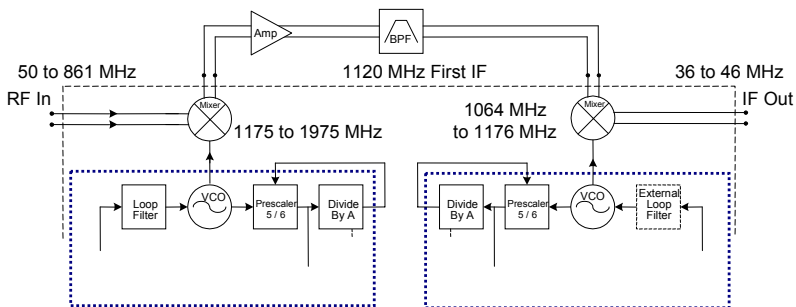 Amp
BPF
50 to 861 MHz
1120 MHz First IF
36 to 46 MHz
RF In
Mixer
Mixer
IF Out
1175 to 1975 MHz
1064 MHz
to 1176 MHz
Loop
Filter
VCO
Prescaler
5 / 6
Divide
By A
Divide
By A
Prescaler
5 / 6
VCO
External
Loop
Filter